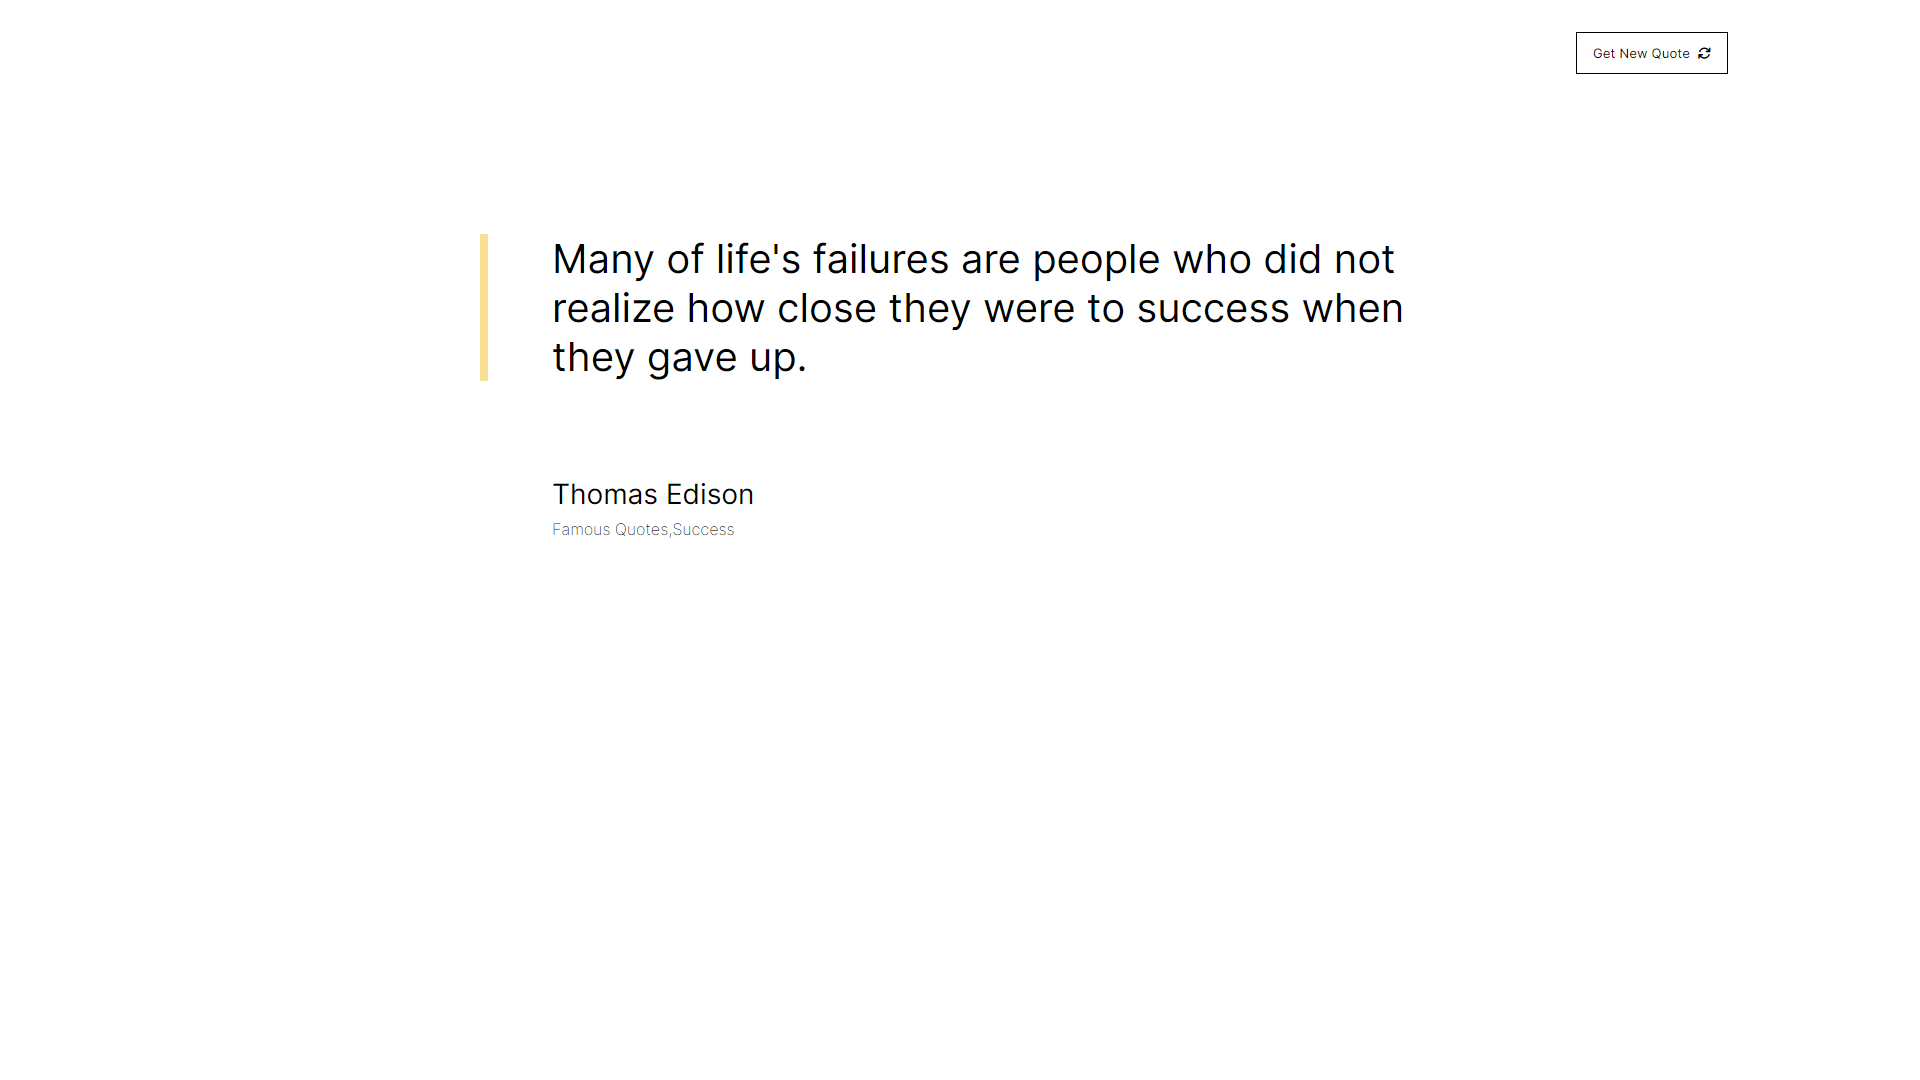 Get New Quote
Many of life's failures are people who did not
realize how close they were to success when
they gave up.
Thomas Edison
Famous Quotes,Success